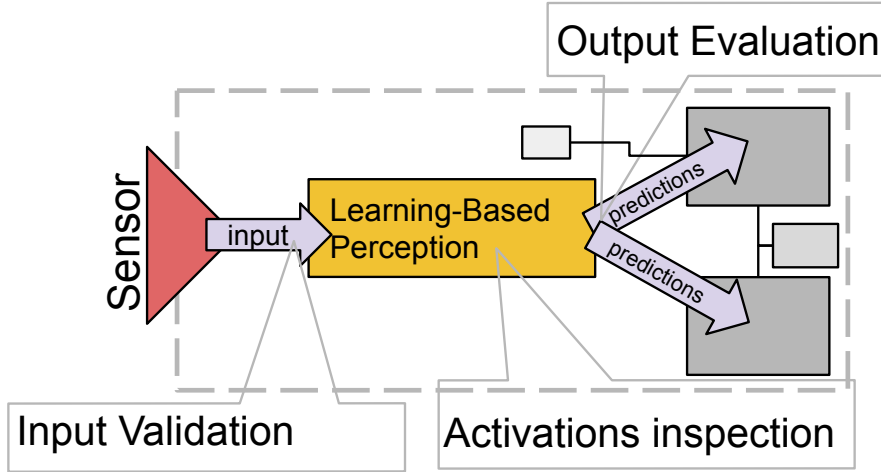 Output Evaluation
Sensor
input
Learning-Based
Perception
predictions
predictions
Input Validation
Activations inspection